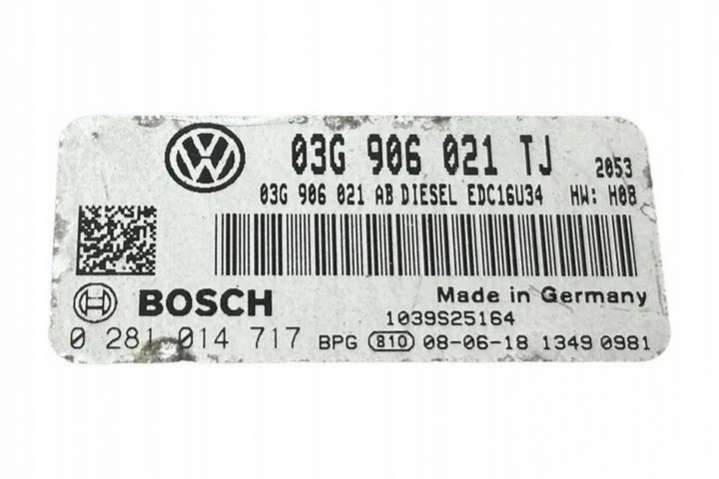 03G 906 021 TJ 2053
03G 906 021 AB DIESEL EDC16U34 HW: H08
BOSCH Made in Germany
1039S25164
0 281 014 717 BPG 810 08-06-18 1349 0981